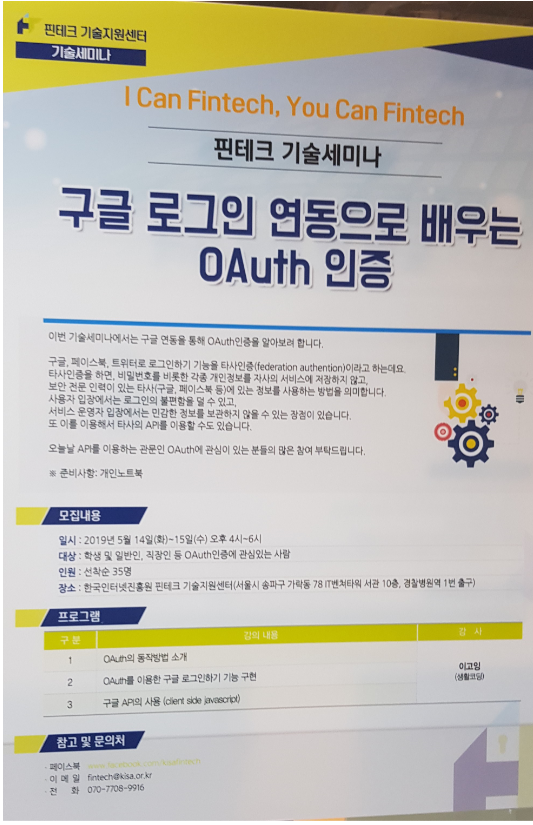 핀테크 기술지원센터
기술세미나
I Can Fintech, You Can Fintech
핀테크 기술세미나
구글 로그인 연동으로 배우는
OAuth 인증
이번 기술세미나에서는 구글 연동을 통해 OAuth인증을 알아보려 합니다.
구글, 페이스북, 트위터로 로그인하기 기능을 타사인증(federation authention)이라고 하는데요.
타사인증을 하면, 비밀번호를 비롯한 각종 개인정보를 자사의 서비스에 저장하지 않고,
보안 전문 인력이 있는 타사(구글, 페이스북 등)에 있는 정보를 사용하는 방법을 의미합니다.
사용자 입장에서는 로그인의 불편함을 덜 수 있고,
서비스 운영자 입장에서는 민감한 정보를 보관하지 않을 수 있는 장점이 있습니다.
또 이를 이용해서 타사의 API를 이용할 수도 있습니다.
오늘날 API를 이용하는 관문인 OAuth에 관심이 있는 분들의 많은 참여 부탁드립니다.
※ 준비사항: 개인노트북
모집내용
일시 : 2019년 5월 14일(화)~15일(수) 오후 4시~6시
대상 : 학생 및 일반인, 직장인 등 OAuth인증에 관심있는 사람
인원 : 선착순 35명
장소 : 한국인터넷진흥원 핀테크 기술지원센터(서울시 송파구 가락동 78 IT벤처타워 서관 10층, 경찰병원역 1번 출구)
프로그램
구분 강의 내용 강 사
1 OAuth의 동작방법 소개
2 OAuth를 이용한 구글 로그인하기 기능 구현
이고잉
(생활코딩)
3 구글 API의 사용 (client side javascript)
참고 및 문의처
· 페이스북 www.facebook.com/kisafintech
· 이 메 일 fintech@kisa.or.kr
· 전 화 070-7708-9916